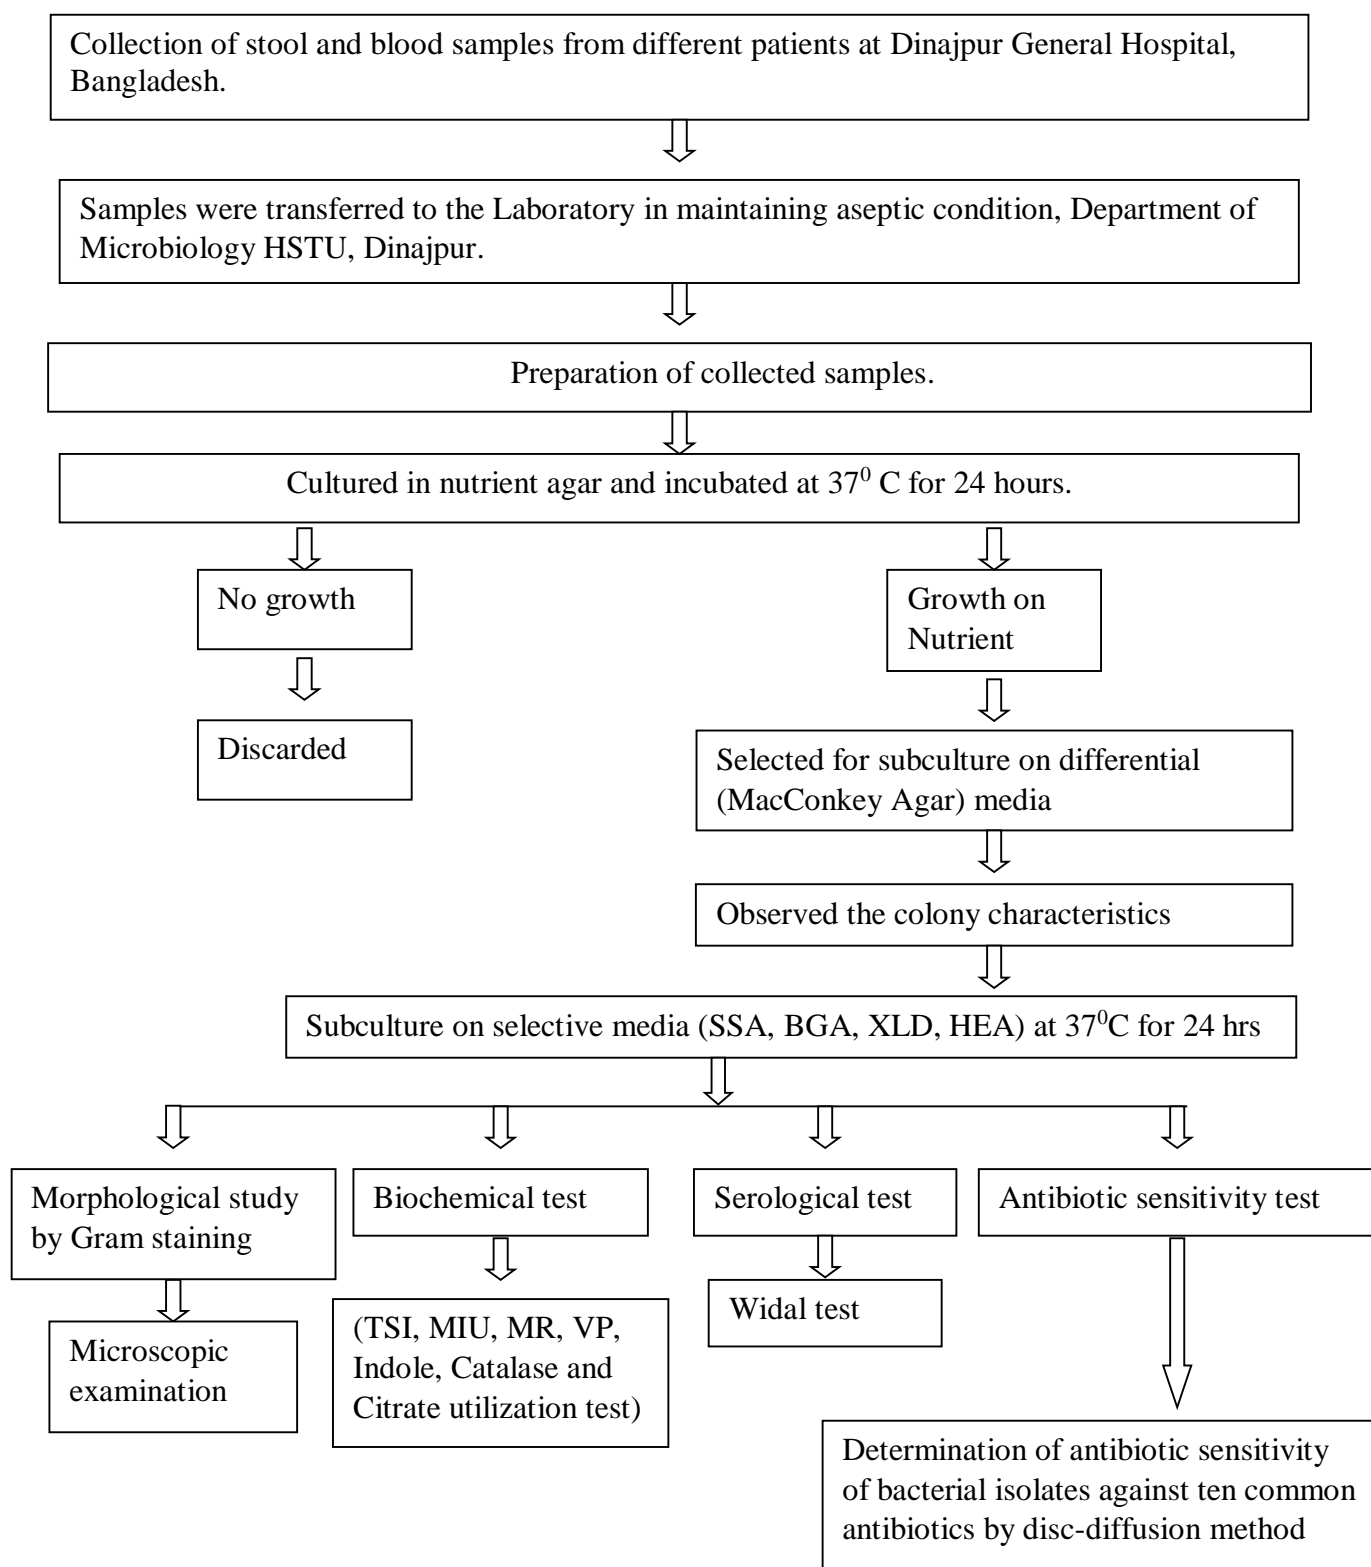 Collection of stool and blood samples from different patients at Dinajpur General Hospital,
Bangladesh.
Samples were transferred to the Laboratory in maintaining aseptic condition, Department of
Microbiology HSTU, Dinajpur.
Preparation of collected samples.
Cultured in nutrient agar and incubated at 37⁰ C for 24 hours.
No growth
Discarded
Growth on
Nutrient
Selected for subculture on differential
(MacConkey Agar) media
Observed the colony characteristics
Subculture on selective media (SSA, BGA, XLD, HEA) at 37⁰C for 24 hrs
Morphological study
by Gram staining
Microscopic
examination
Biochemical test
(TSI, MIU, MR, VP,
Indole, Catalase and
Citrate utilization test)
Serological test
Widal test
Antibiotic sensitivity test
Determination of antibiotic sensitivity
of bacterial isolates against ten common
antibiotics by disc-diffusion method